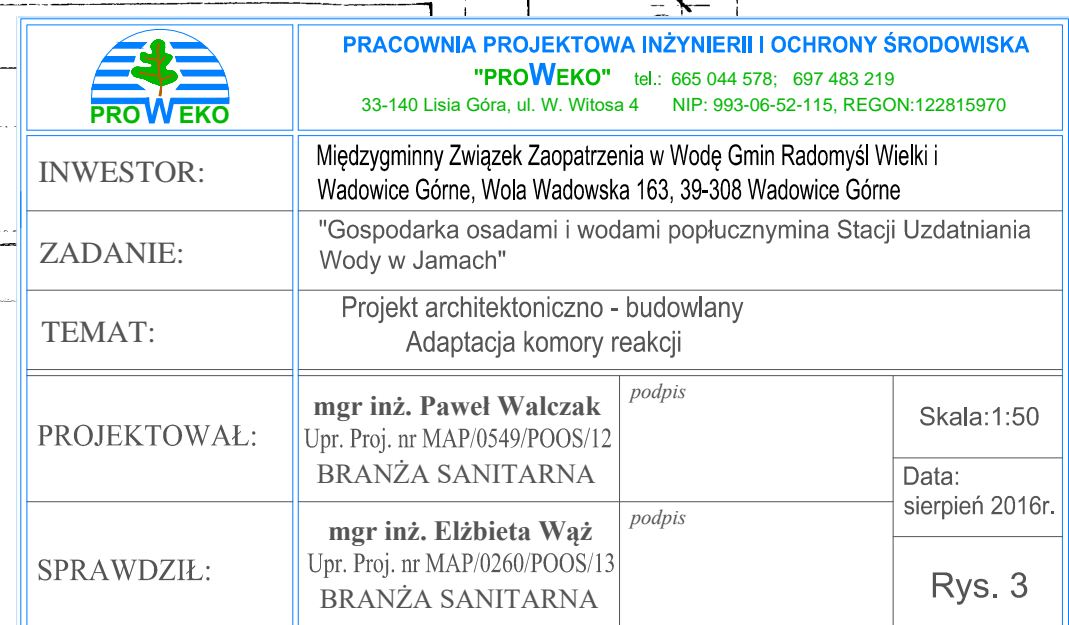 PROWEKO
PRACOWNIA PROJEKTOWA INŻYNIERII I OCHRONY ŚRODOWISKA
"PROWEKO" tel.: 665 044 578; 697 483 219
33-140 Lisia Góra, ul. W. Witosa 4 NIP: 993-06-52-115, REGON:122815970
INWESTOR:
Międzygminny Związek Zaopatrzenia w Wodę Gmin Radomyśl Wielki i
Wadowice Górne, Wola Wadowska 163, 39-308 Wadowice Górne
ZADANIE:
"Gospodarka osadami i wodami popłucznymina Stacji Uzdatniania
Wody w Jamach"
TEMAT:
Projekt architektoniczno - budowlany
Adaptacja komory reakcji
PROJEKTOWAŁ:
mgr inż. Paweł Walczak
Upr. Proj. nr MAP/0549/POOS/12
BRANŻA SANITARNA
podpis
Skala:1:50
Data:
sierpień 2016r.
SPRAWDZIŁ:
mgr inż. Elżbieta Wąż
Upr. Proj. nr MAP/0260/POOS/13
BRANŻA SANITARNA
podpis
Rys. 3